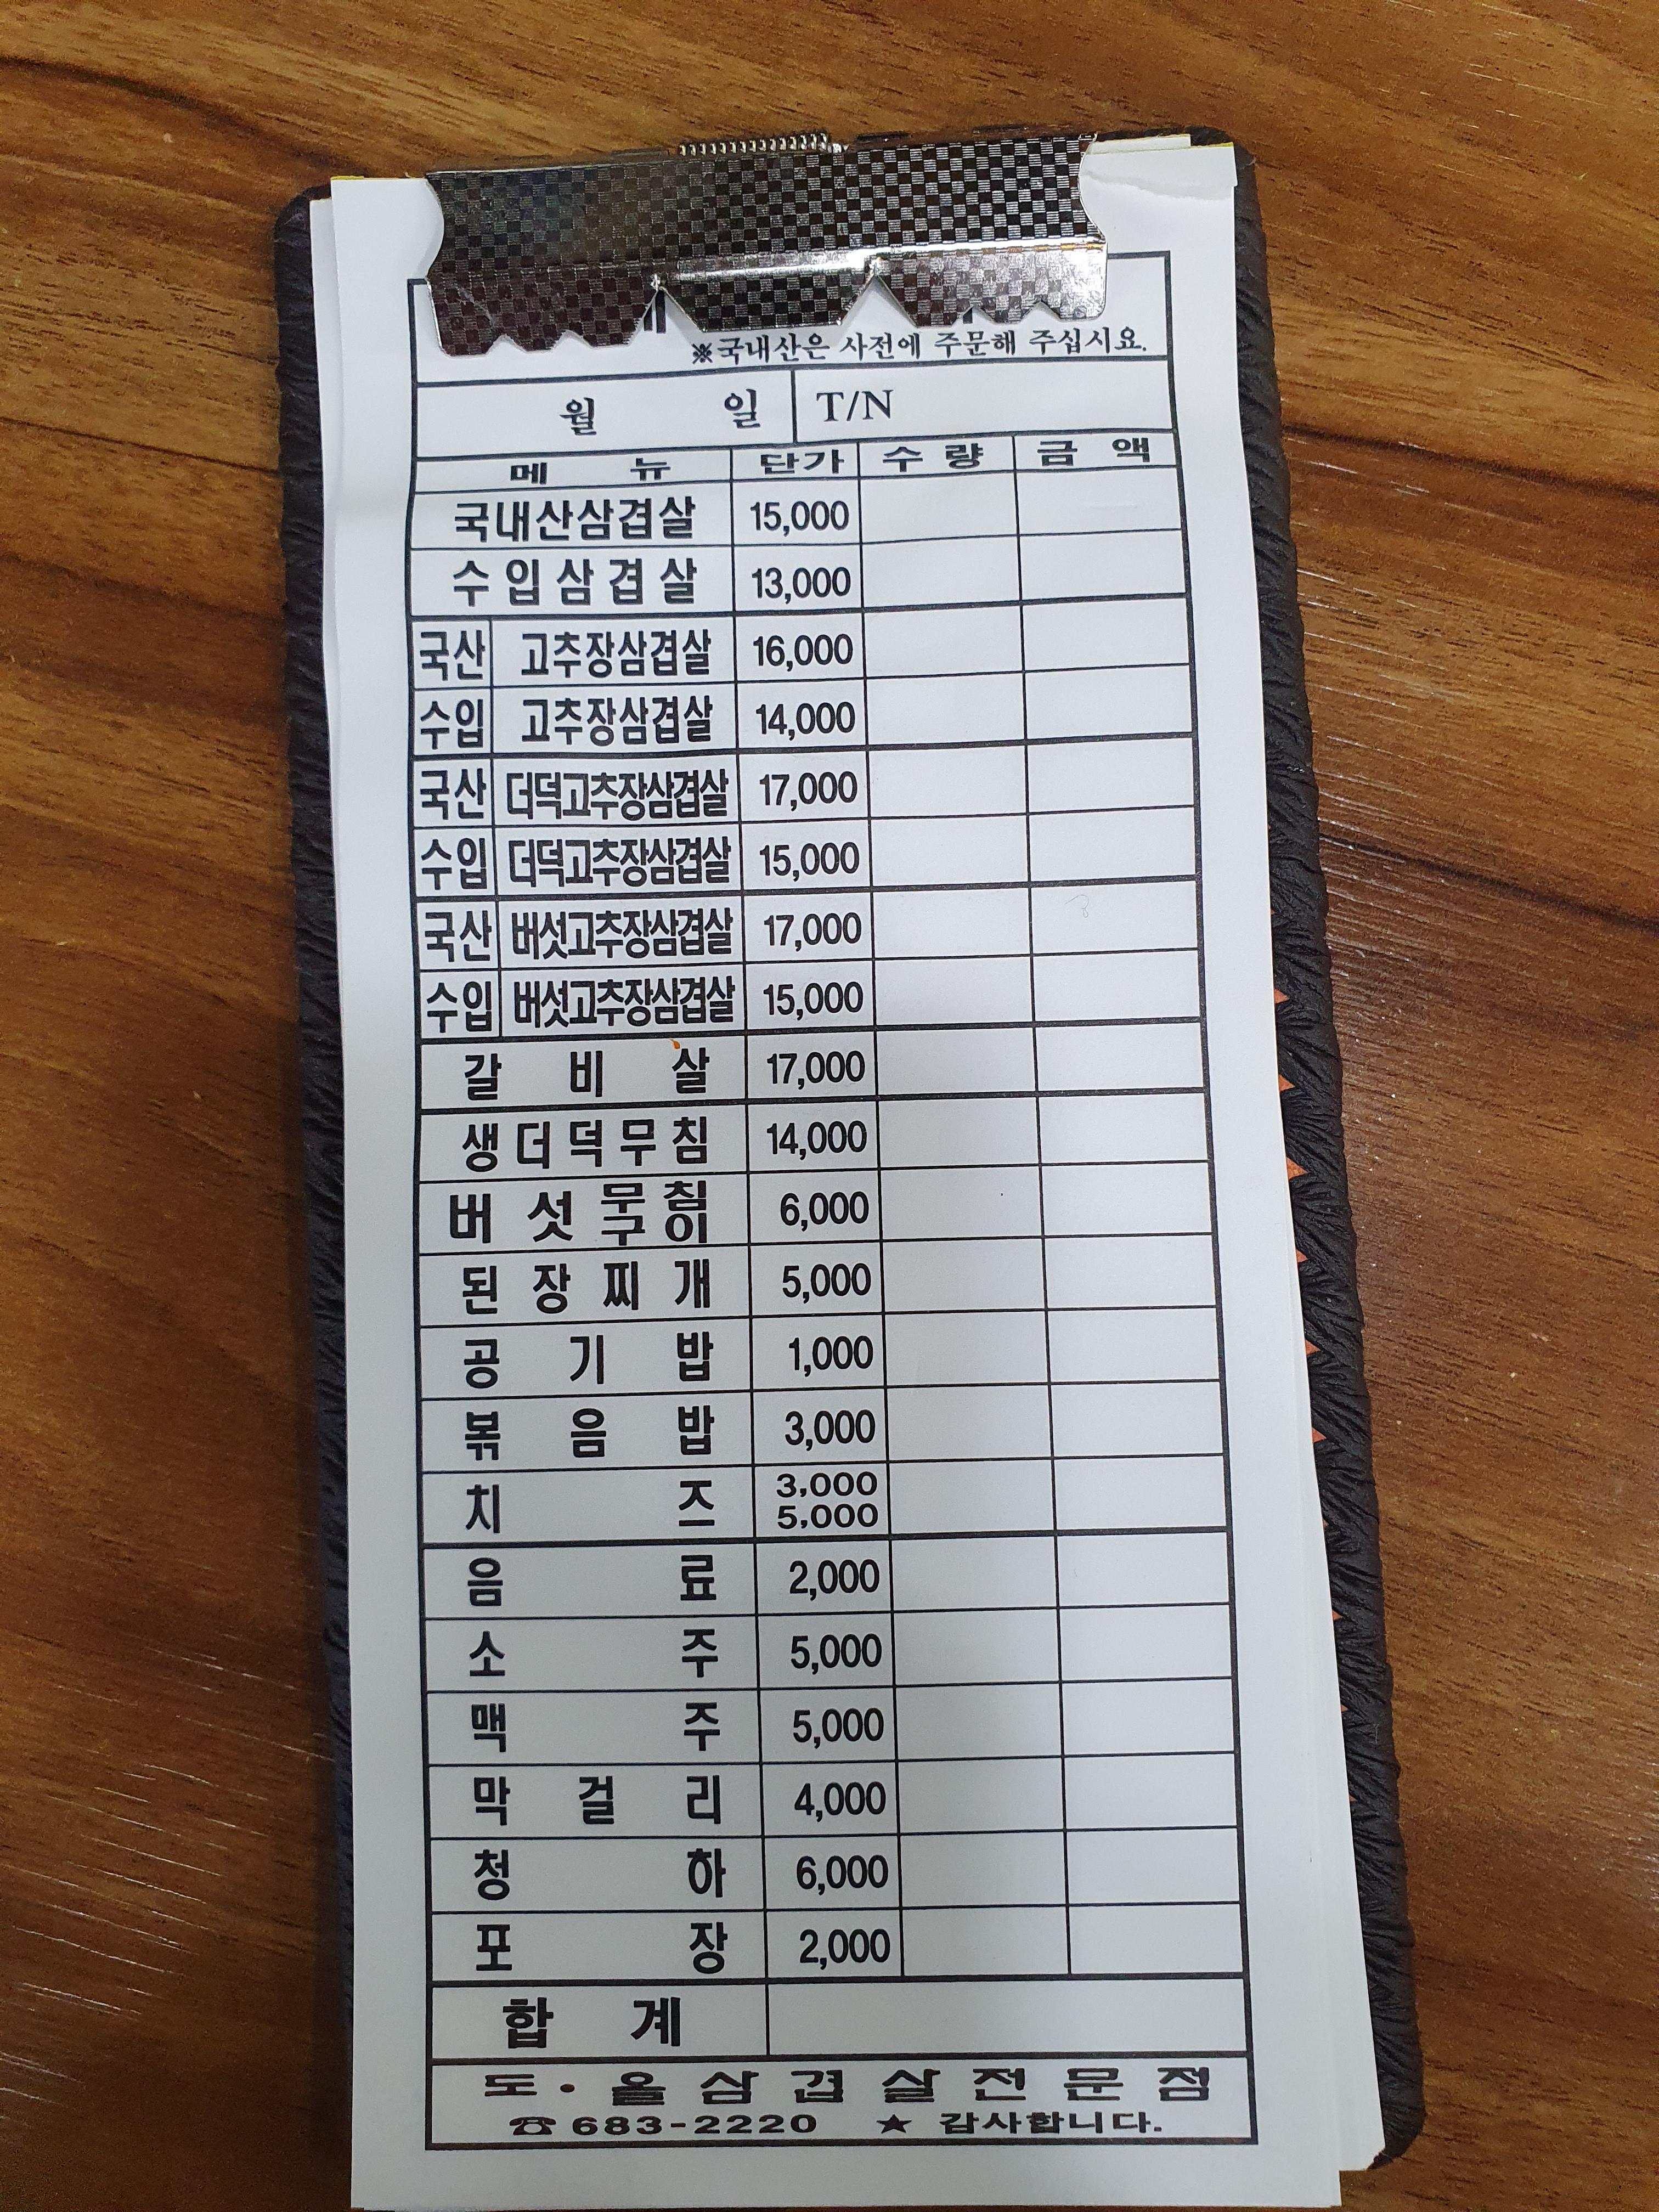 ※국내산은 사전에 주문해 주십시요.
월 일 T/N
메뉴 단가 수량 금액
국내산삼겹살 15,000
수입삼겹살 13,000
국산 고추장삼겹살 16,000
수입 고추장삼겹살 14,000
국산 더덕고추장삼겹살 17,000
수입 더덕고추장삼겹살 15,000
국산 버섯고추장삼겹살 17,000
수입 버섯고추장삼겹살 15,000
갈비살 17,000
생더덕무침 14,000
버섯 무침 구이 6,000
된장찌개 5,000
공기밥 1,000
볶음밥 3,000
치즈 3,000 5,000
음료 2,000
소주 5,000
맥주 5,000
막걸리 4,000
청하 6,000
포장 2,000
합계
도·울삼겹살전문점
☎ 683-2220 ★ 감사합니다.